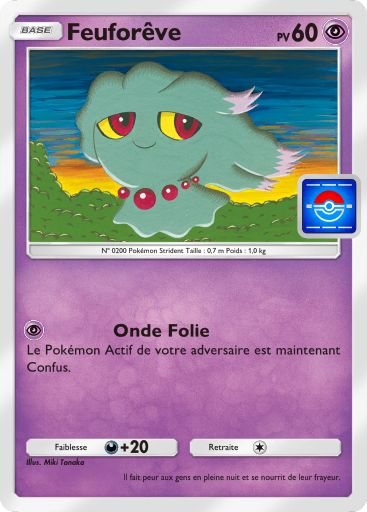 BASE Feuforêve PV 60
N° 0200 Pokémon Strident Taille : 0,7 m Poids : 1,0 kg
Onde Folie
Le Pokémon Actif de votre adversaire est maintenant
Confus.
Faiblesse +20 Retraite
Illus. Miki Tanaka
Il fait peur aux gens en pleine nuit et se nourrit de leur frayeur.